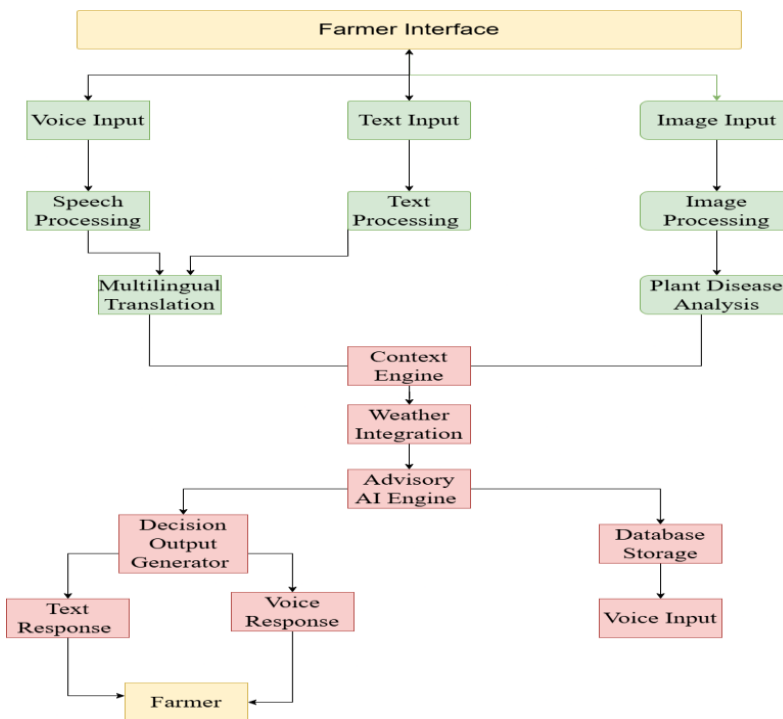 Farmer Interface
Voice Input
Text Input
Image Input
Speech
Processing
Text
Processing
Image
Processing
Multilingual
Translation
Plant Disease
Analysis
Context
Engine
Weather
Integration
Advisory
AI Engine
Decision
Output
Generator
Database
Storage
Text
Response
Voice
Response
Voice Input
Farmer